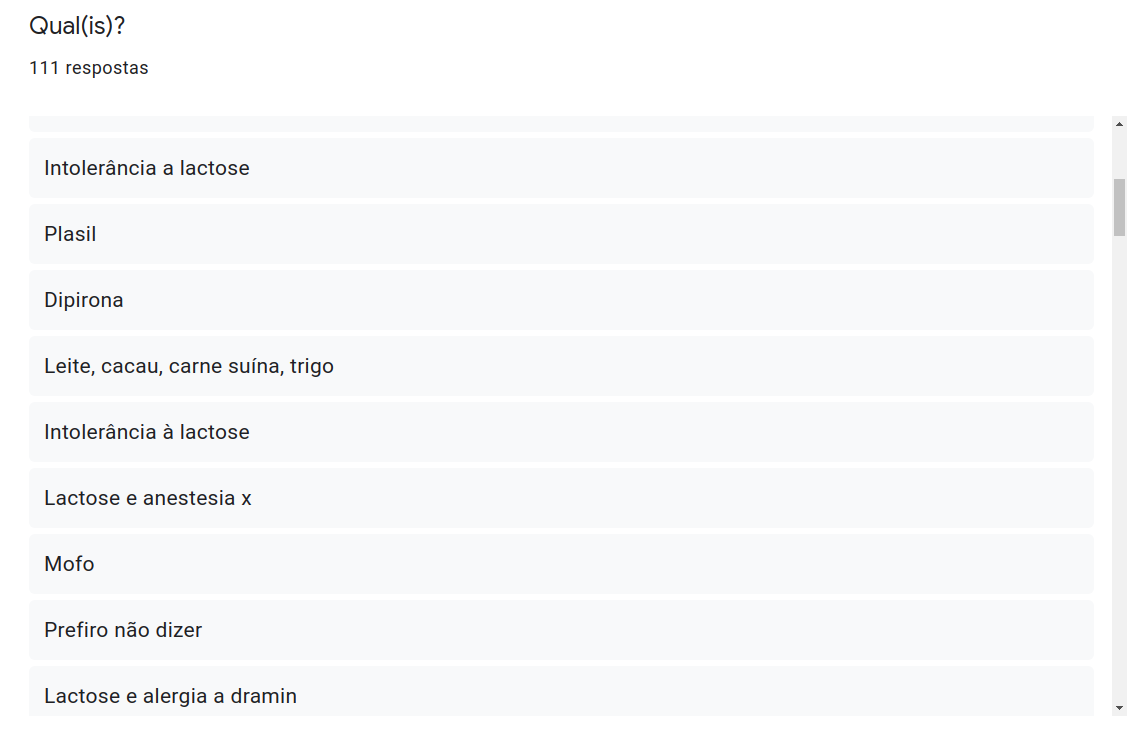 Qual(is)?
111 respostas
Intolerância a lactose
Plasil
Dipirona
Leite, cacau, carne suína, trigo
Intolerância à lactose
Lactose e anestesia x
Mofo
Prefiro não dizer
Lactose e alergia a dramin